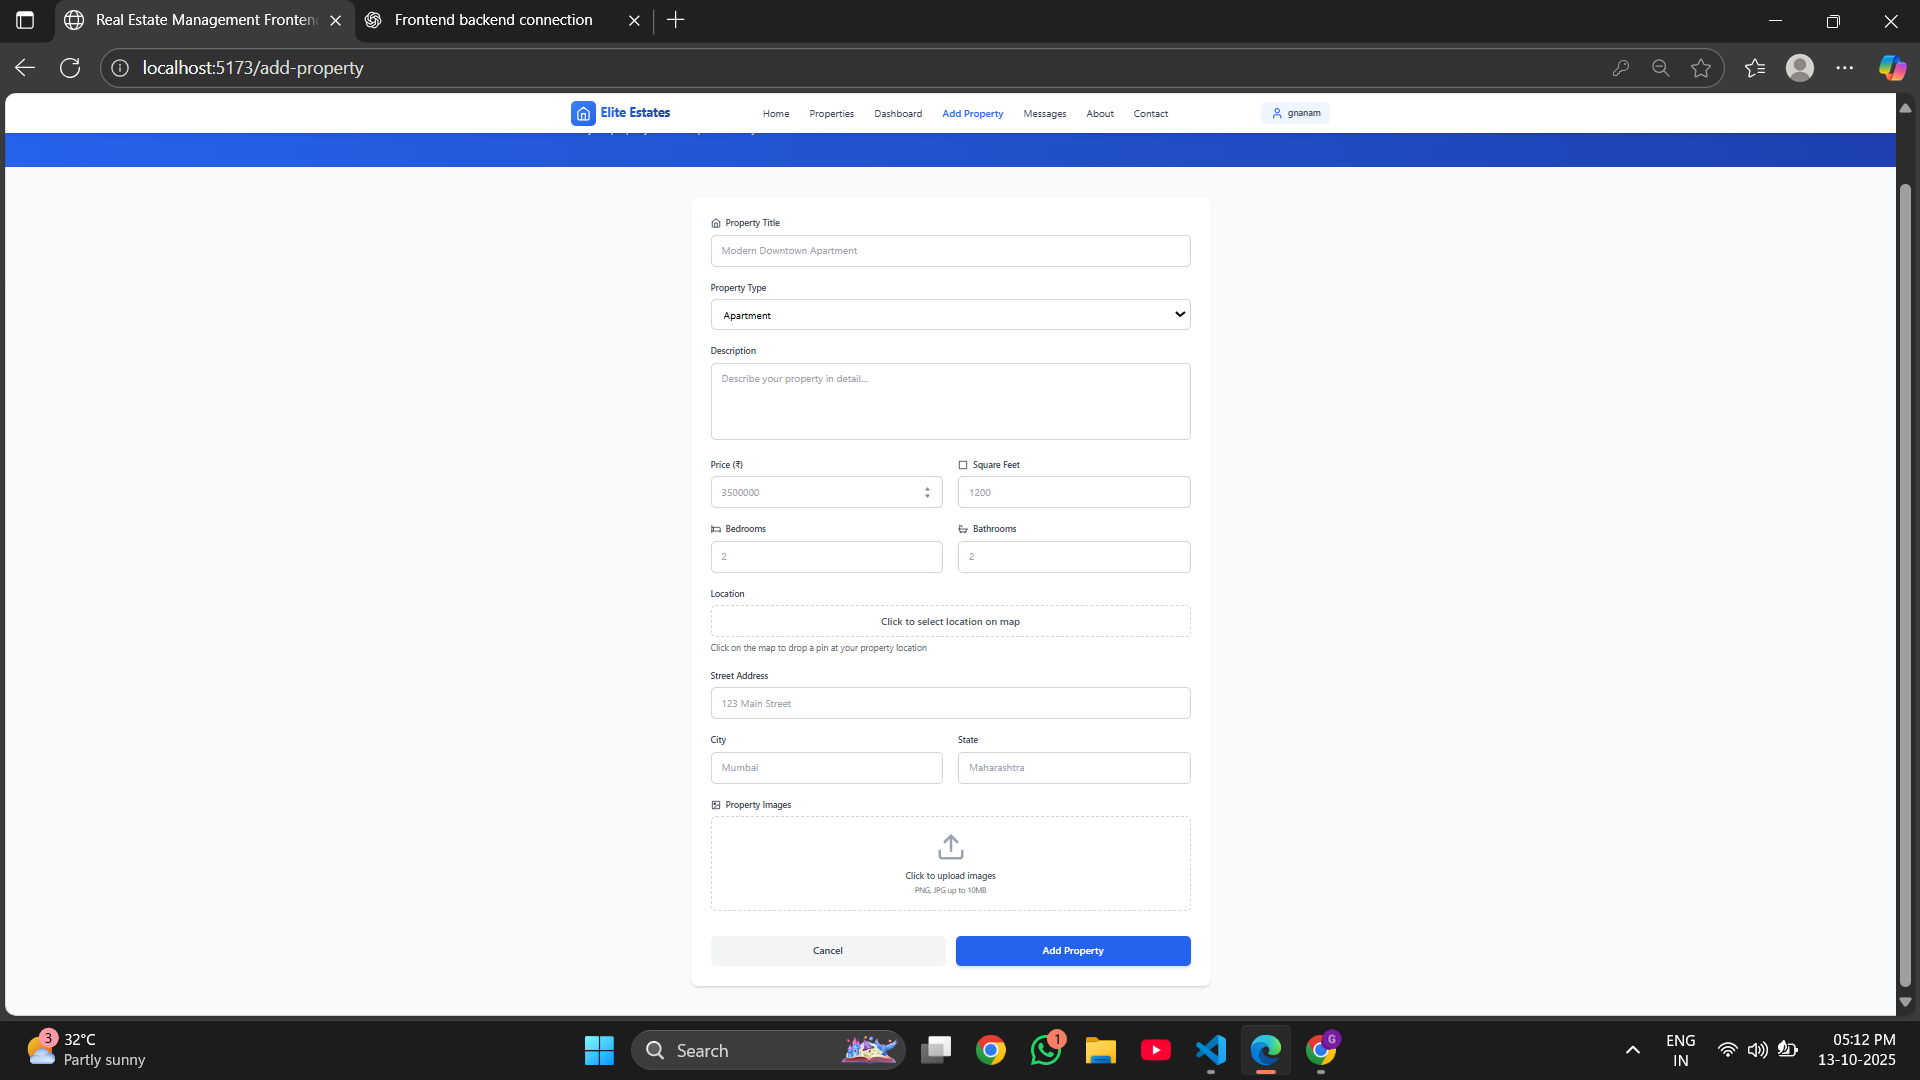 Real Estate Management Fronten
Frontend backend connection
localhost:5173/add-property
Elite Estates
Home
Properties
Dashboard
Add Property
Messages
About
Contact
gnanam
Property Title
Modern Downtown Apartment
Property Type
Apartment
Description
Describe your property in detail...
Price (₹)
Square Feet
3500000
1200
Bedrooms
Bathrooms
2
2
Location
Click to select location on map
Click on the map to drop a pin at your property location
Street Address
123 Main Street
City
State
Mumbai
Maharashtra
Property Images
Click to upload images
PNG, JPG up to 10MB
Cancel
Add Property
3
32°C
Partly sunny
Search
1
G
ENG
IN
05:12 PM
13-10-2025